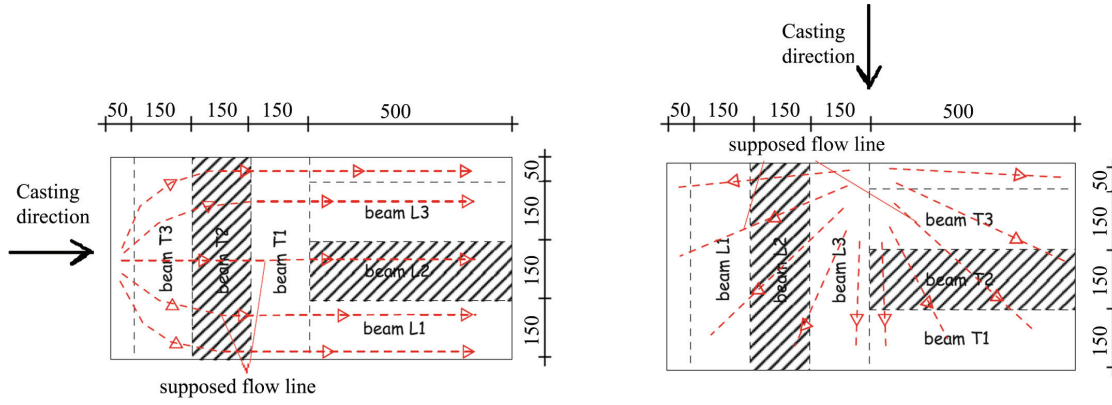 Casting
direction
50 150 150 150 500
50
150
150
150
beam T3
beam T2
beam T1
beam L3
beam L2
beam L1
supposed flow line
Casting
direction
50 150 150 150 500
supposed flow line
50
150
150
150
beam L1
beam L2
beam L3
beam T3
beam T2
beam T1